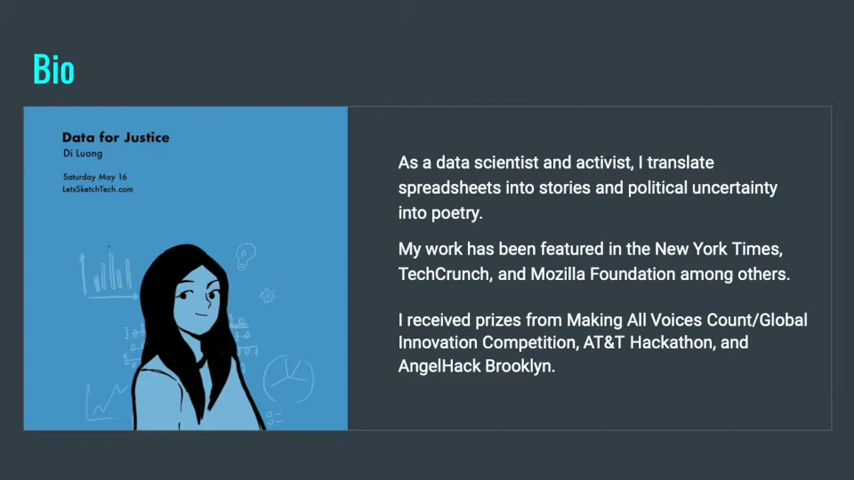 Bio
Data for Justice
Di Luong
Saturday May 16
LetsSketchTech.com
As a data scientist and activist, I translate
spreadsheets into stories and political uncertainty
into poetry.
My work has been featured in the New York Times,
TechCrunch, and Mozilla Foundation among others.
I received prizes from Making All Voices Count/Global
Innovation Competition, AT&T Hackathon, and
AngelHack Brooklyn.